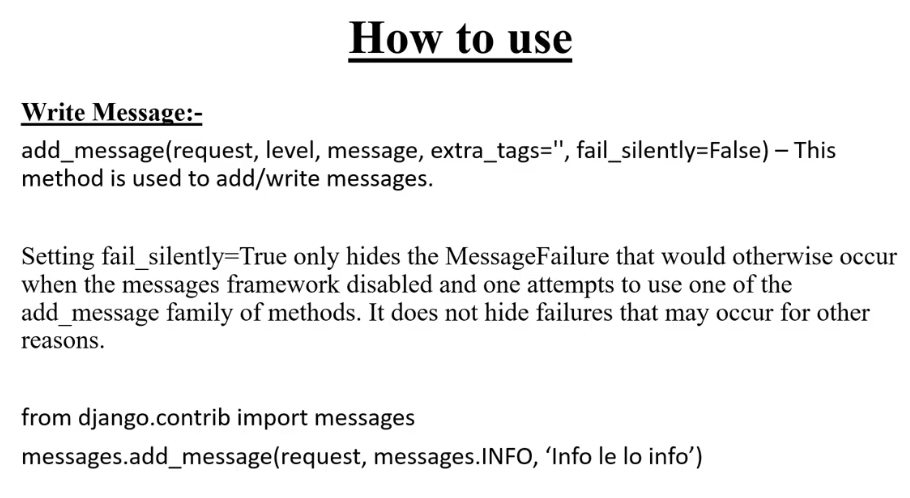 How to use
Write Message:-
add_message(request, level, message, extra_tags='', fail_silently=False) – This
method is used to add/write messages.
Setting fail_silently=True only hides the MessageFailure that would otherwise occur
when the messages framework disabled and one attempts to use one of the
add_message family of methods. It does not hide failures that may occur for other
reasons.
from django.contrib import messages
messages.add_message(request, messages.INFO, ‘Info le lo info’)